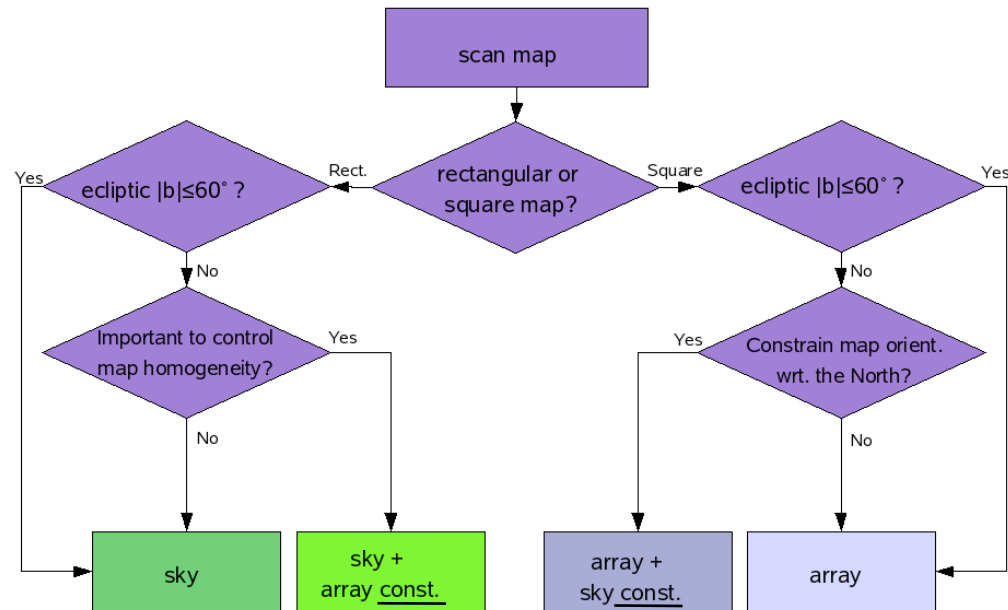 scan map
rectangular or
square map?
Rect.
Square
ecliptic |b|≤60° ?
Yes
No
Important to control
map homogeneity?
Yes
No
sky
sky +
array const.
ecliptic |b|≤60° ?
Yes
No
Constrain map orient.
wrt. the North?
Yes
No
array +
sky const.
array